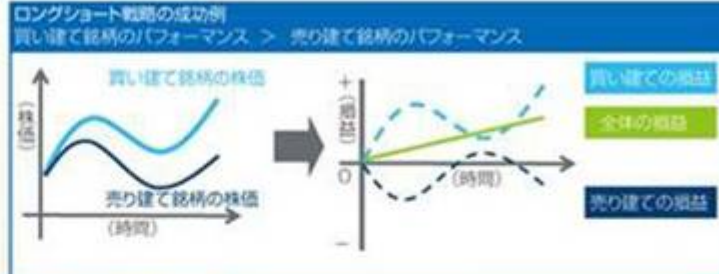 ロングショート戦略の成功例
買い建て銘柄のパフォーマンス ＞ 売り建て銘柄のパフォーマンス
買い建て銘柄の株価
（株価）
売り建て銘柄の株価
（時間）
＋
（損益）
0
－
（時間）
買い建ての損益
全体の損益
売り建ての損益